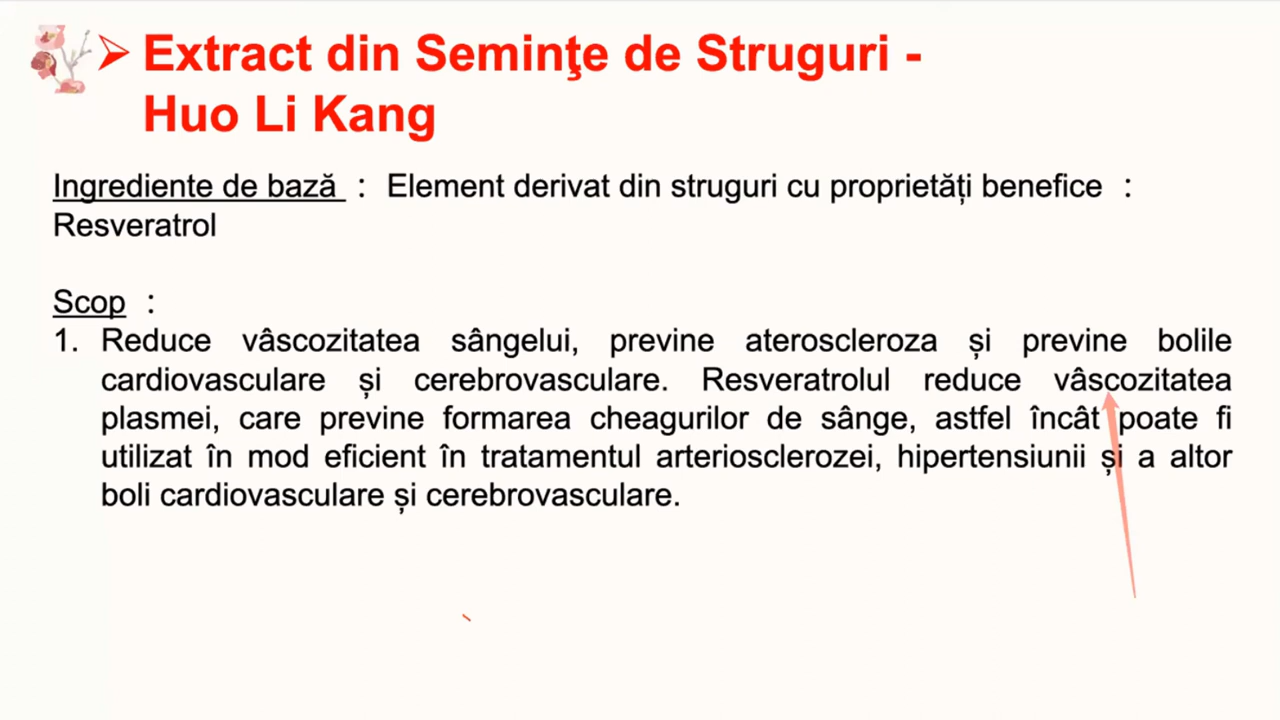 Extract din Seminţe de Struguri -
Huo Li Kang
Ingrediente de bază : Element derivat din struguri cu proprietăți benefice :
Resveratrol
Scop :
1. Reduce vâscozitatea sângelui, previne ateroscleroza și previne bolile
cardiovasculare și cerebrovasculare. Resveratrolul reduce vâscozitatea
plasmei, care previne formarea cheagurilor de sânge, astfel încât poate fi
utilizat în mod eficient în tratamentul arteriosclerozei, hipertensiunii și a altor
boli cardiovasculare și cerebrovasculare.